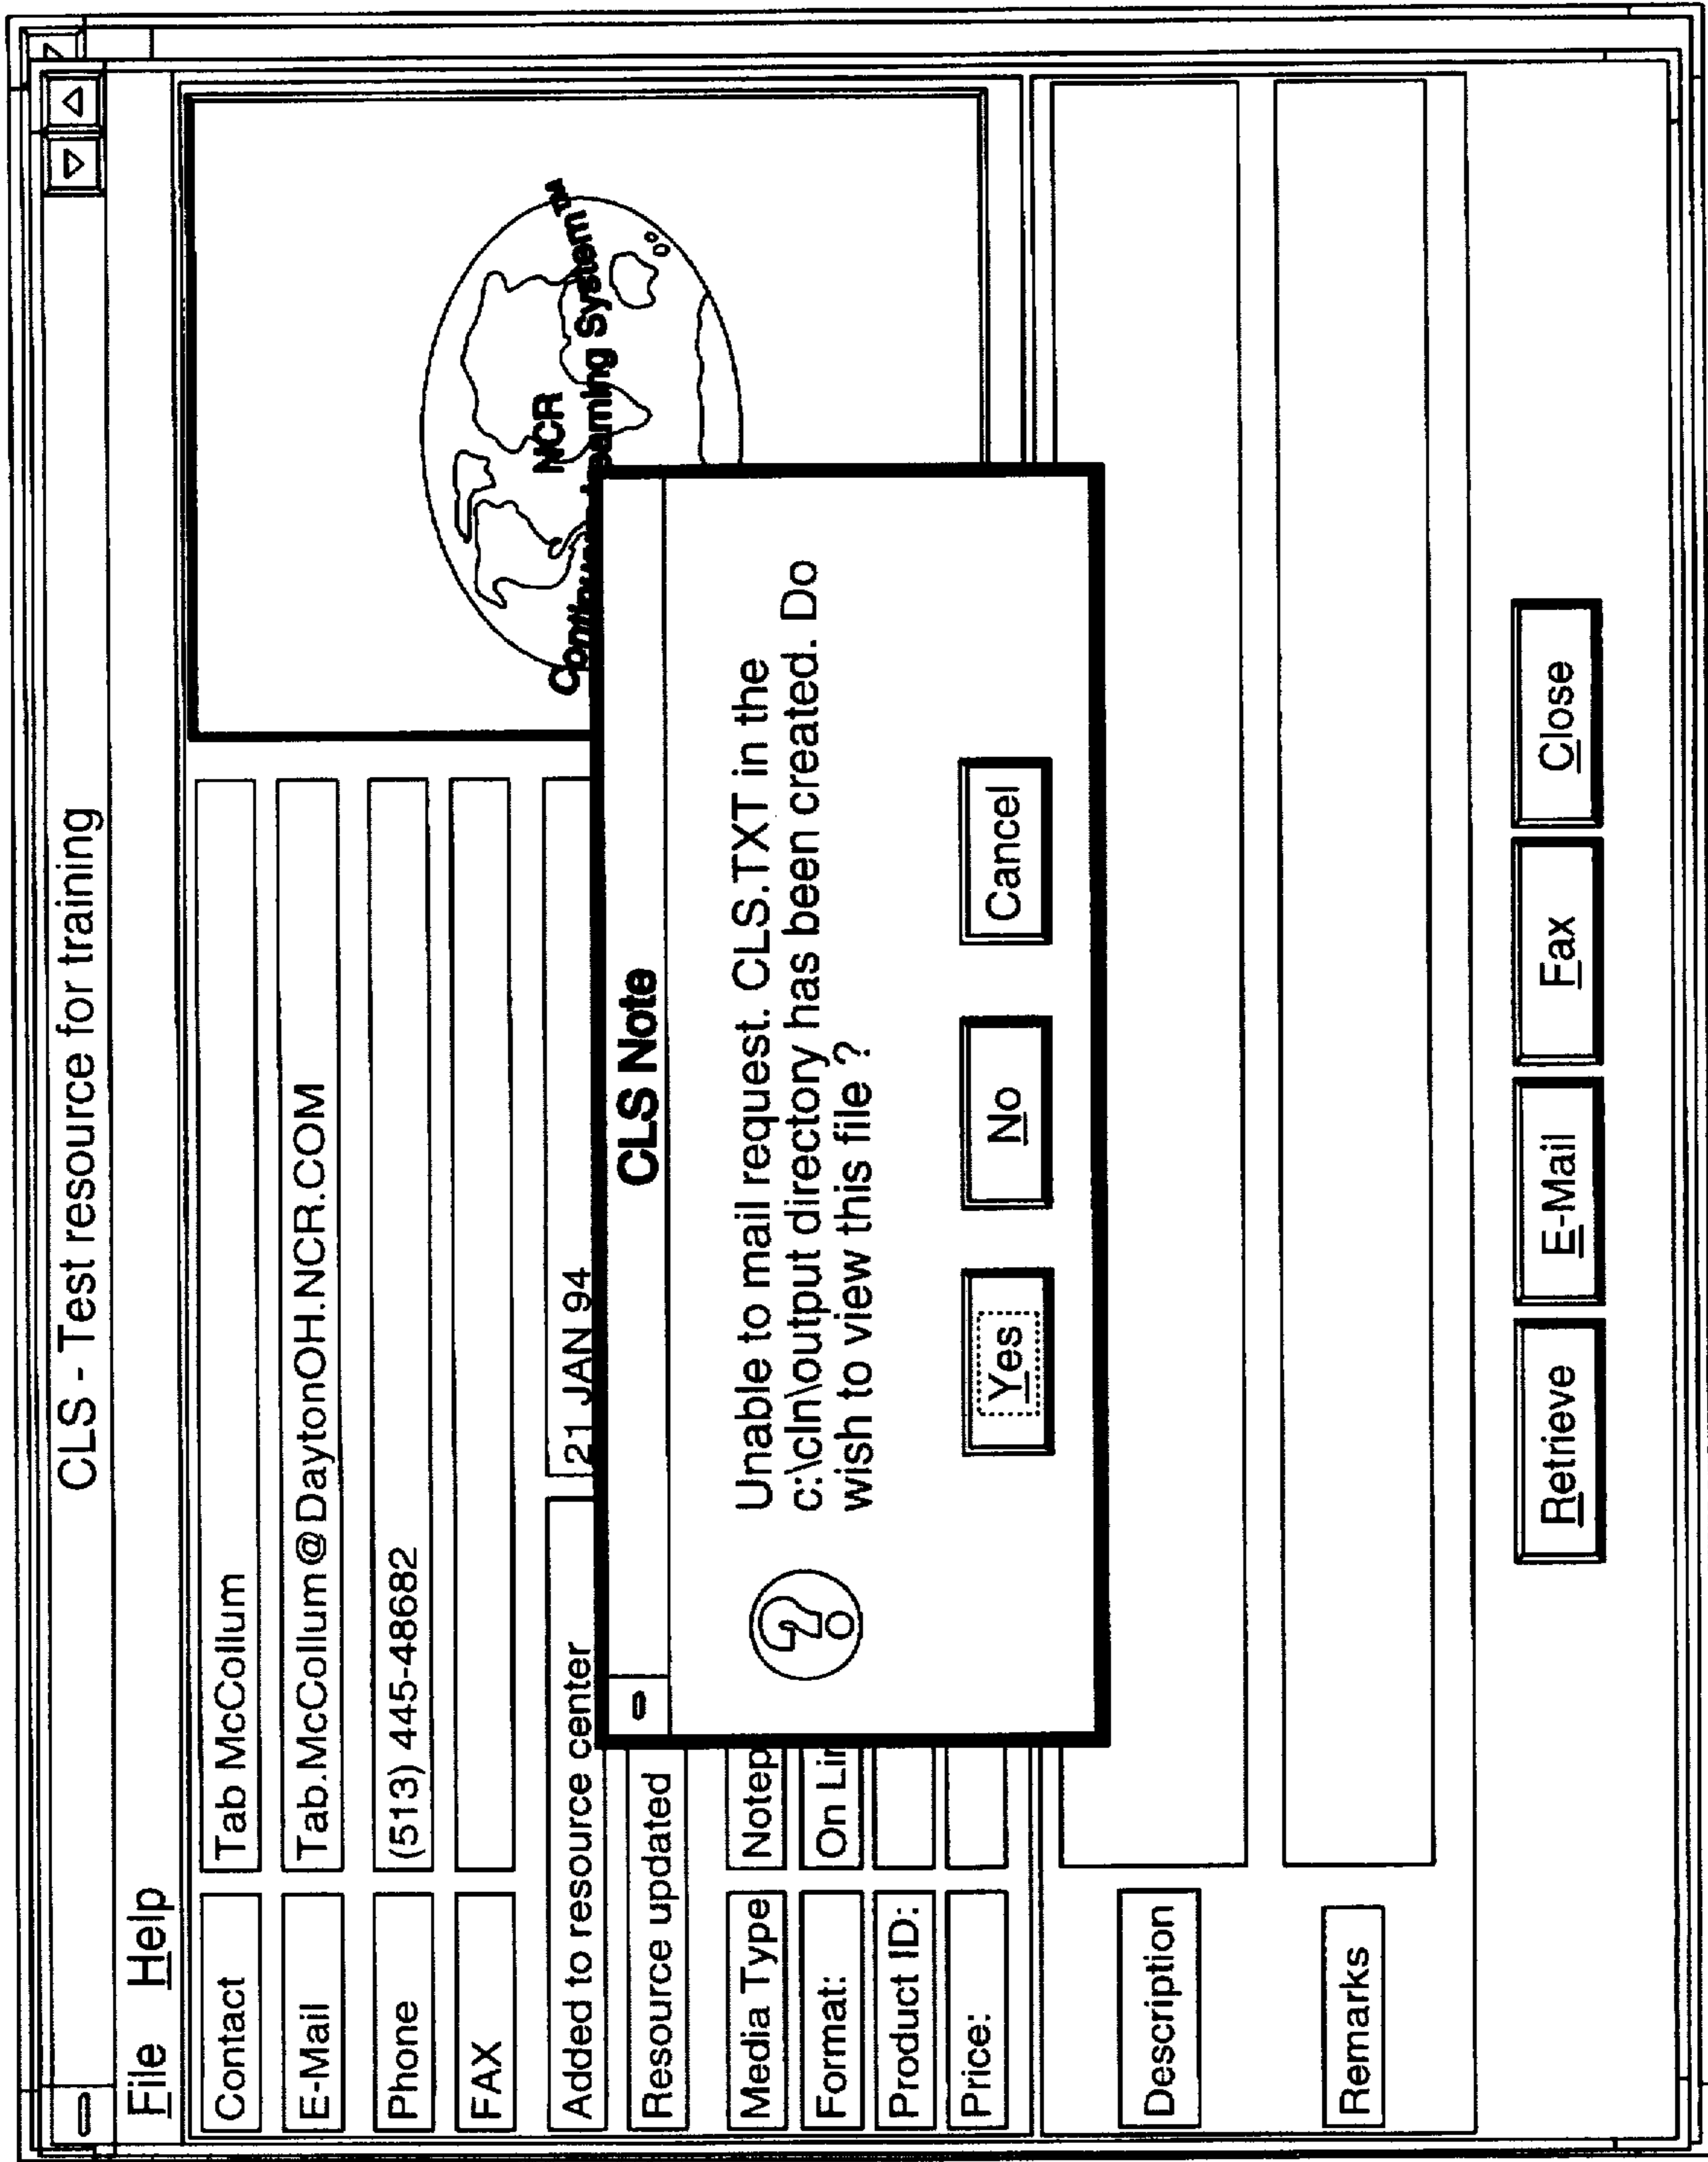 CLS - Test resource for training
File Help
Contact Tab McCollum
E-Mail Tab.McCollum@DaytonOH.NCR.COM
Phone (513) 445-48682
FAX
Added to resource center 21 JAN 94
Resource updated
Media Type Notep
Format: On Lin
Product ID:
Price:
NCR
Learning System™
CLS Note
Unable to mail request. CLS.TXT in the
c:\cln\output directory has been created. Do
wish to view this file ?
Yes No Cancel
Description
Remarks
Retrieve E-Mail Fax Close